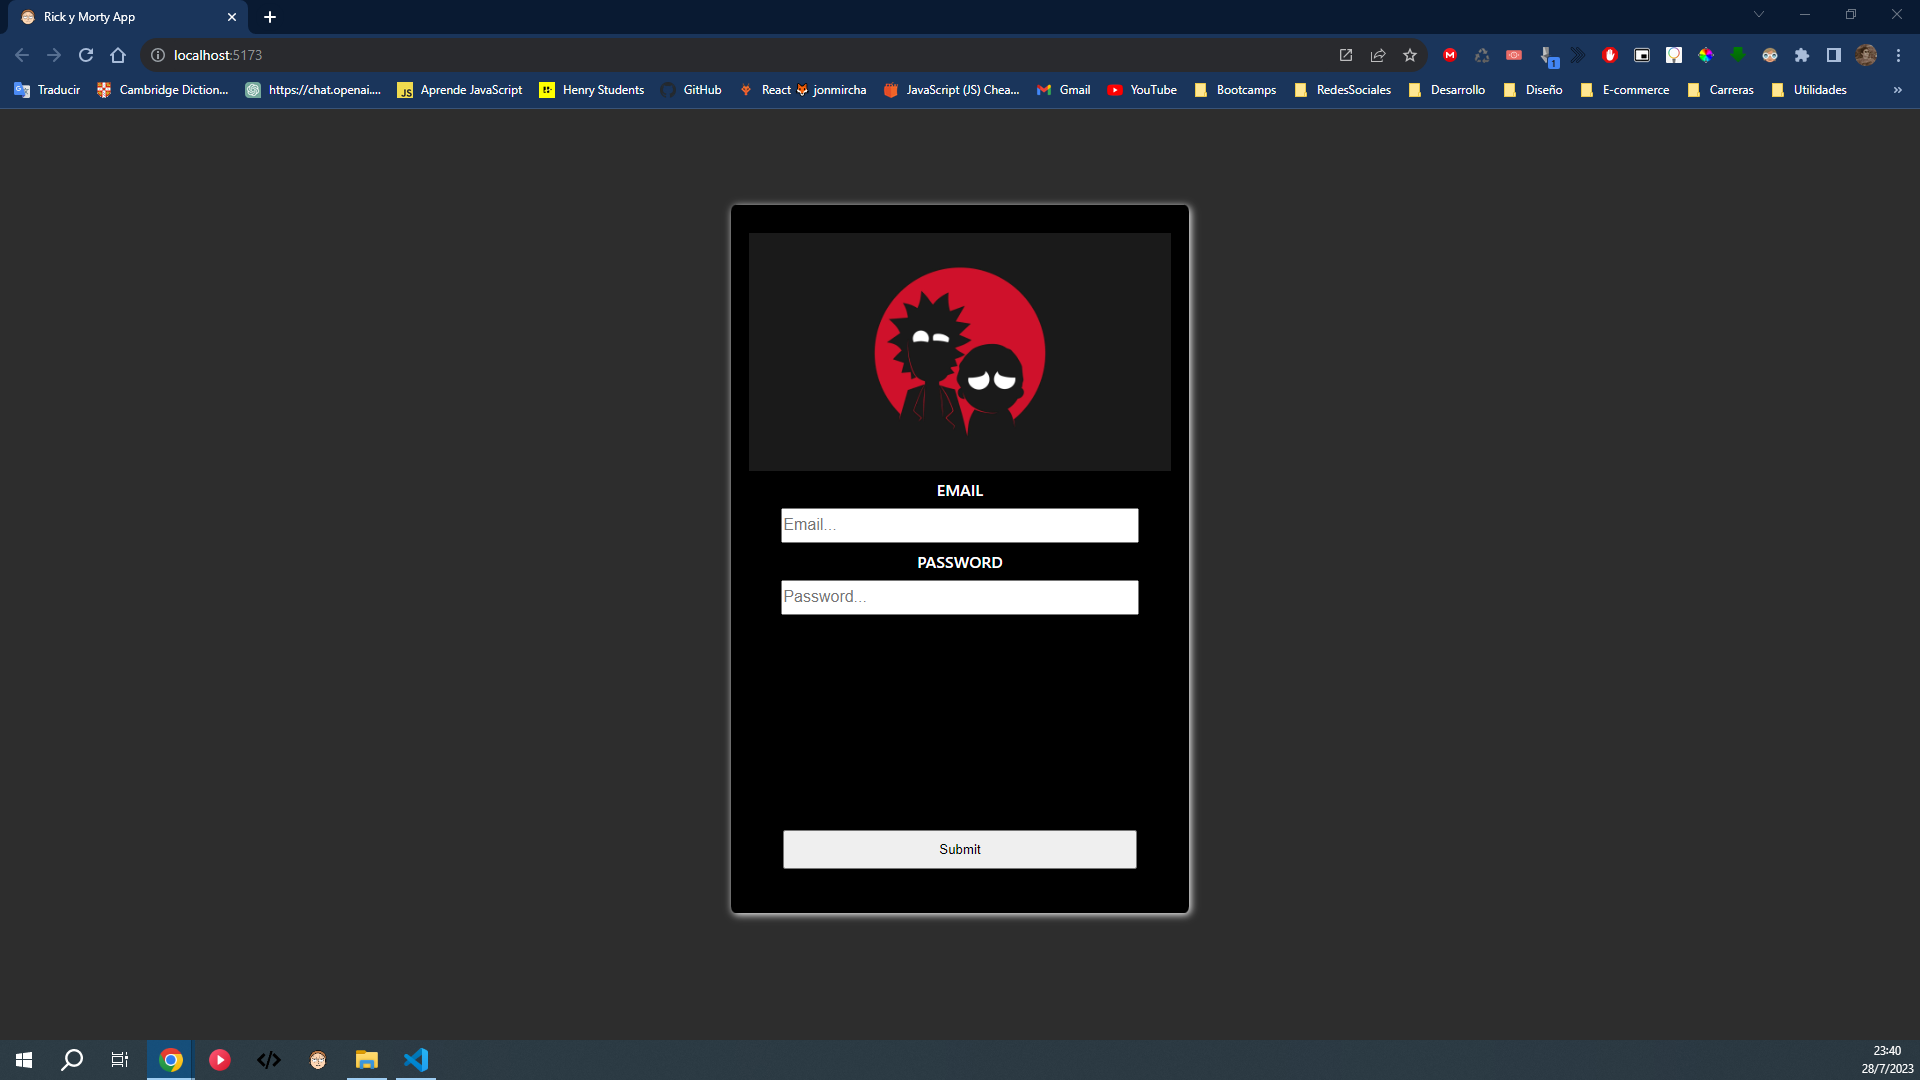 Rick y Morty App
localhost:5173
1
Traducir Cambridge Diction... https://chat.openai.... JS Aprende JavaScript Henry Students GitHub React jonmircha JavaScript (JS) Chea... Gmail YouTube Bootcamps RedesSociales Desarrollo Diseño E-commerce Carreras Utilidades »
EMAIL
Email...
PASSWORD
Password...
Submit
23:40
28/7/2023